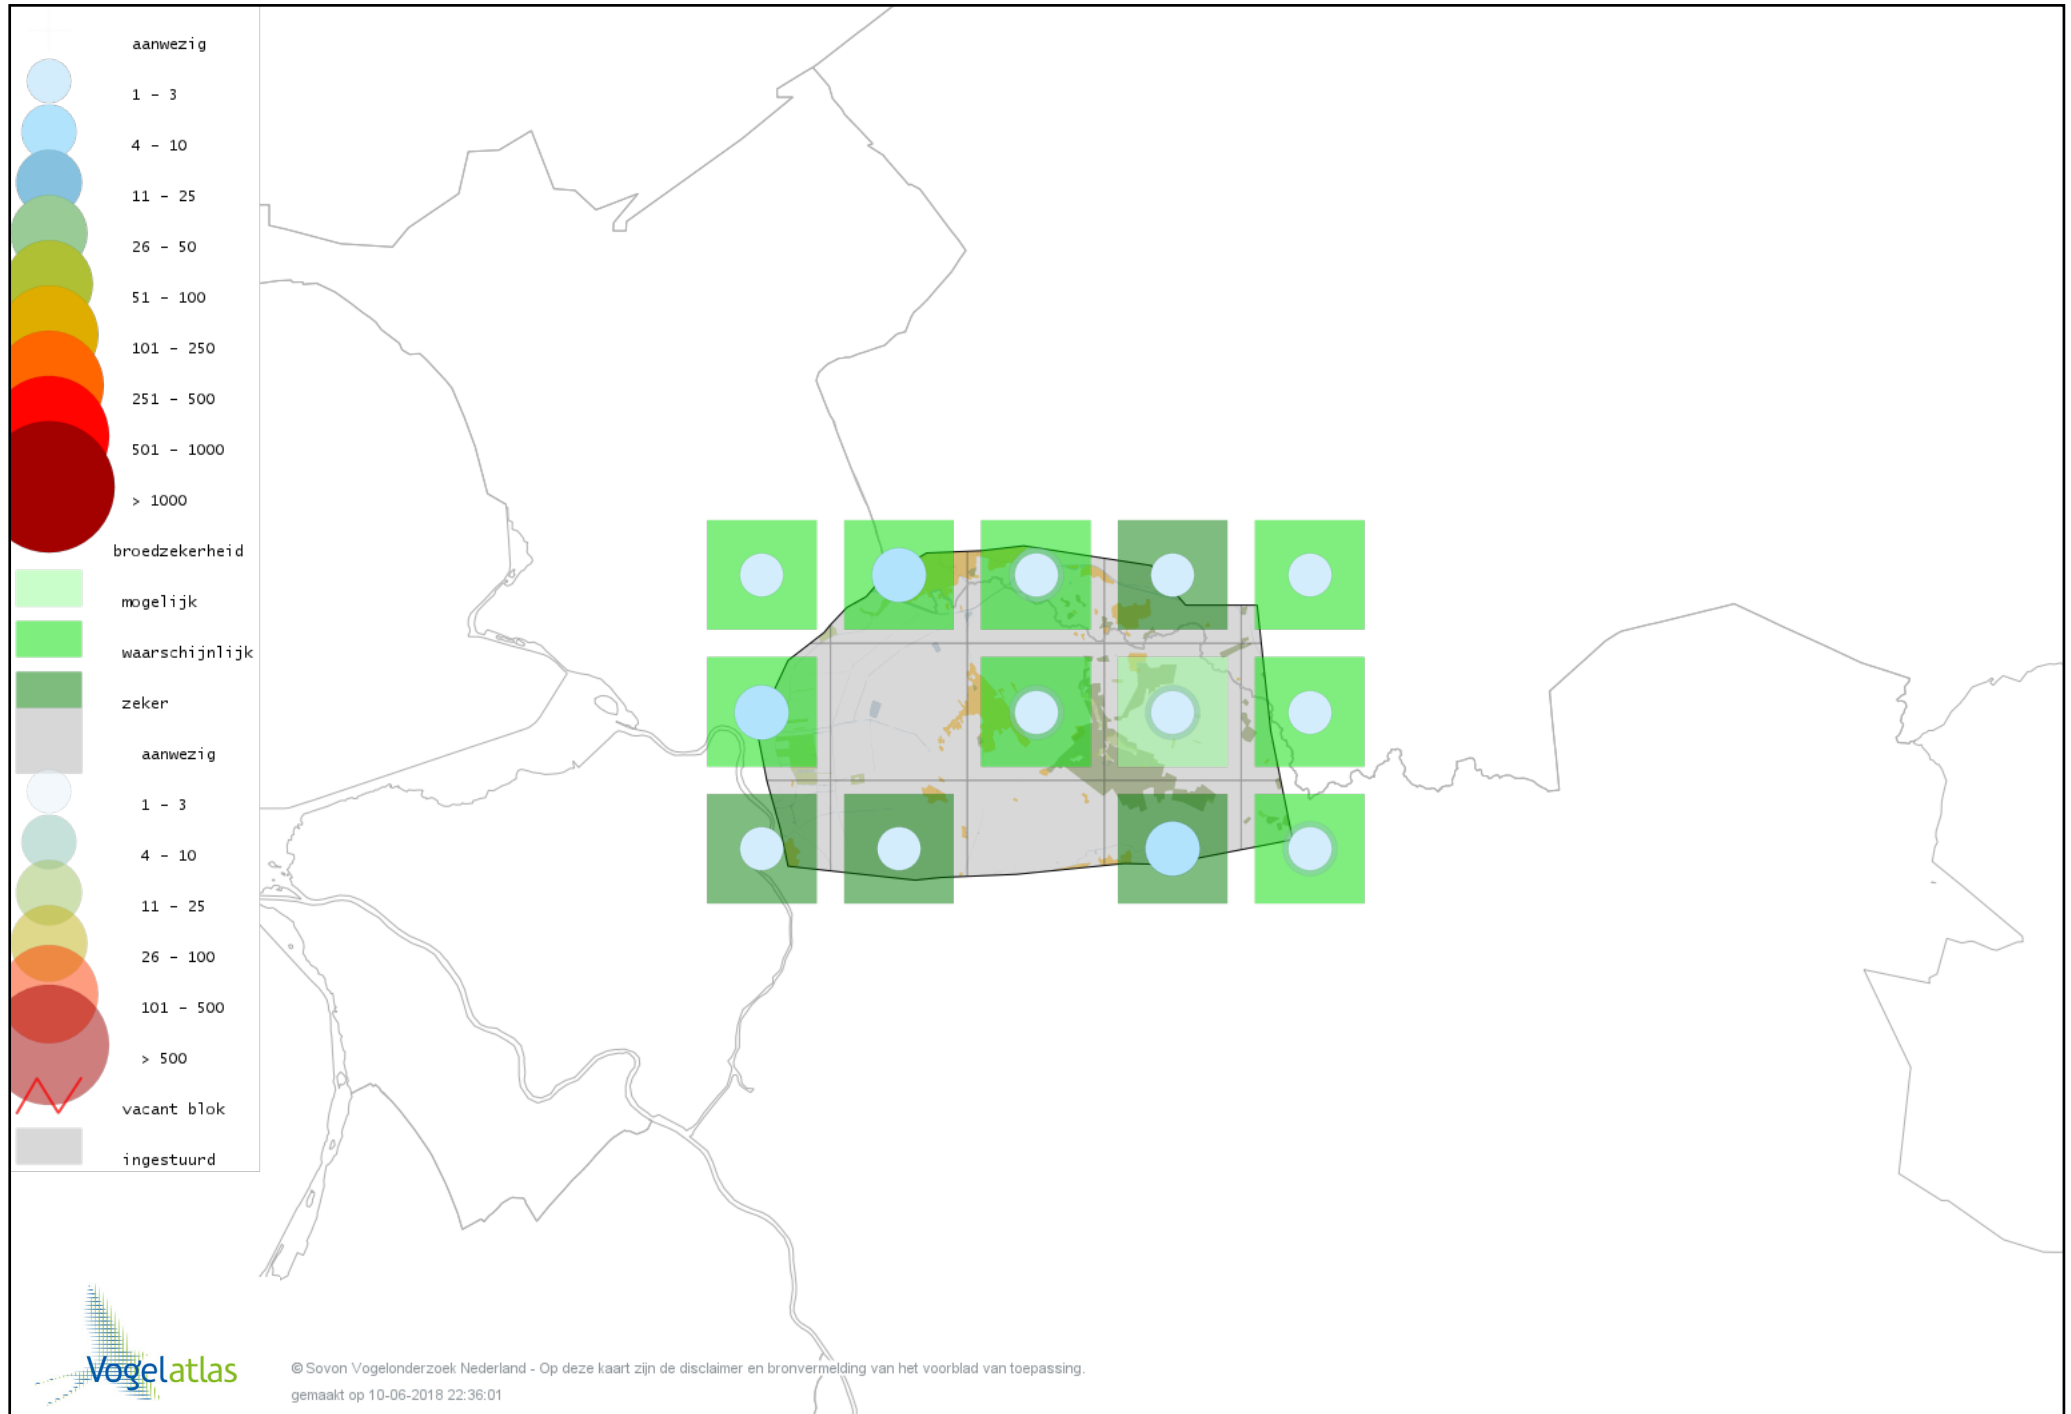 aanwezig
1 - 3
4 - 10
11 - 25
26 - 50
51 - 100
101 - 250
251 - 500
501 - 1000
> 1000
broedzekerheid
mogelijk
waarschijnlijk
zeker
aanwezig
1 - 3
4 - 10
11 - 25
26 - 100
101 - 500
> 500
vacant blok
ingestuurd
Vogelatlas
© Sovon Vogelonderzoek Nederland - Op deze kaart zijn de disclaimer en bronvermelding van het voorblad van toepassing.
gemaakt op 10-06-2018 22:36:01